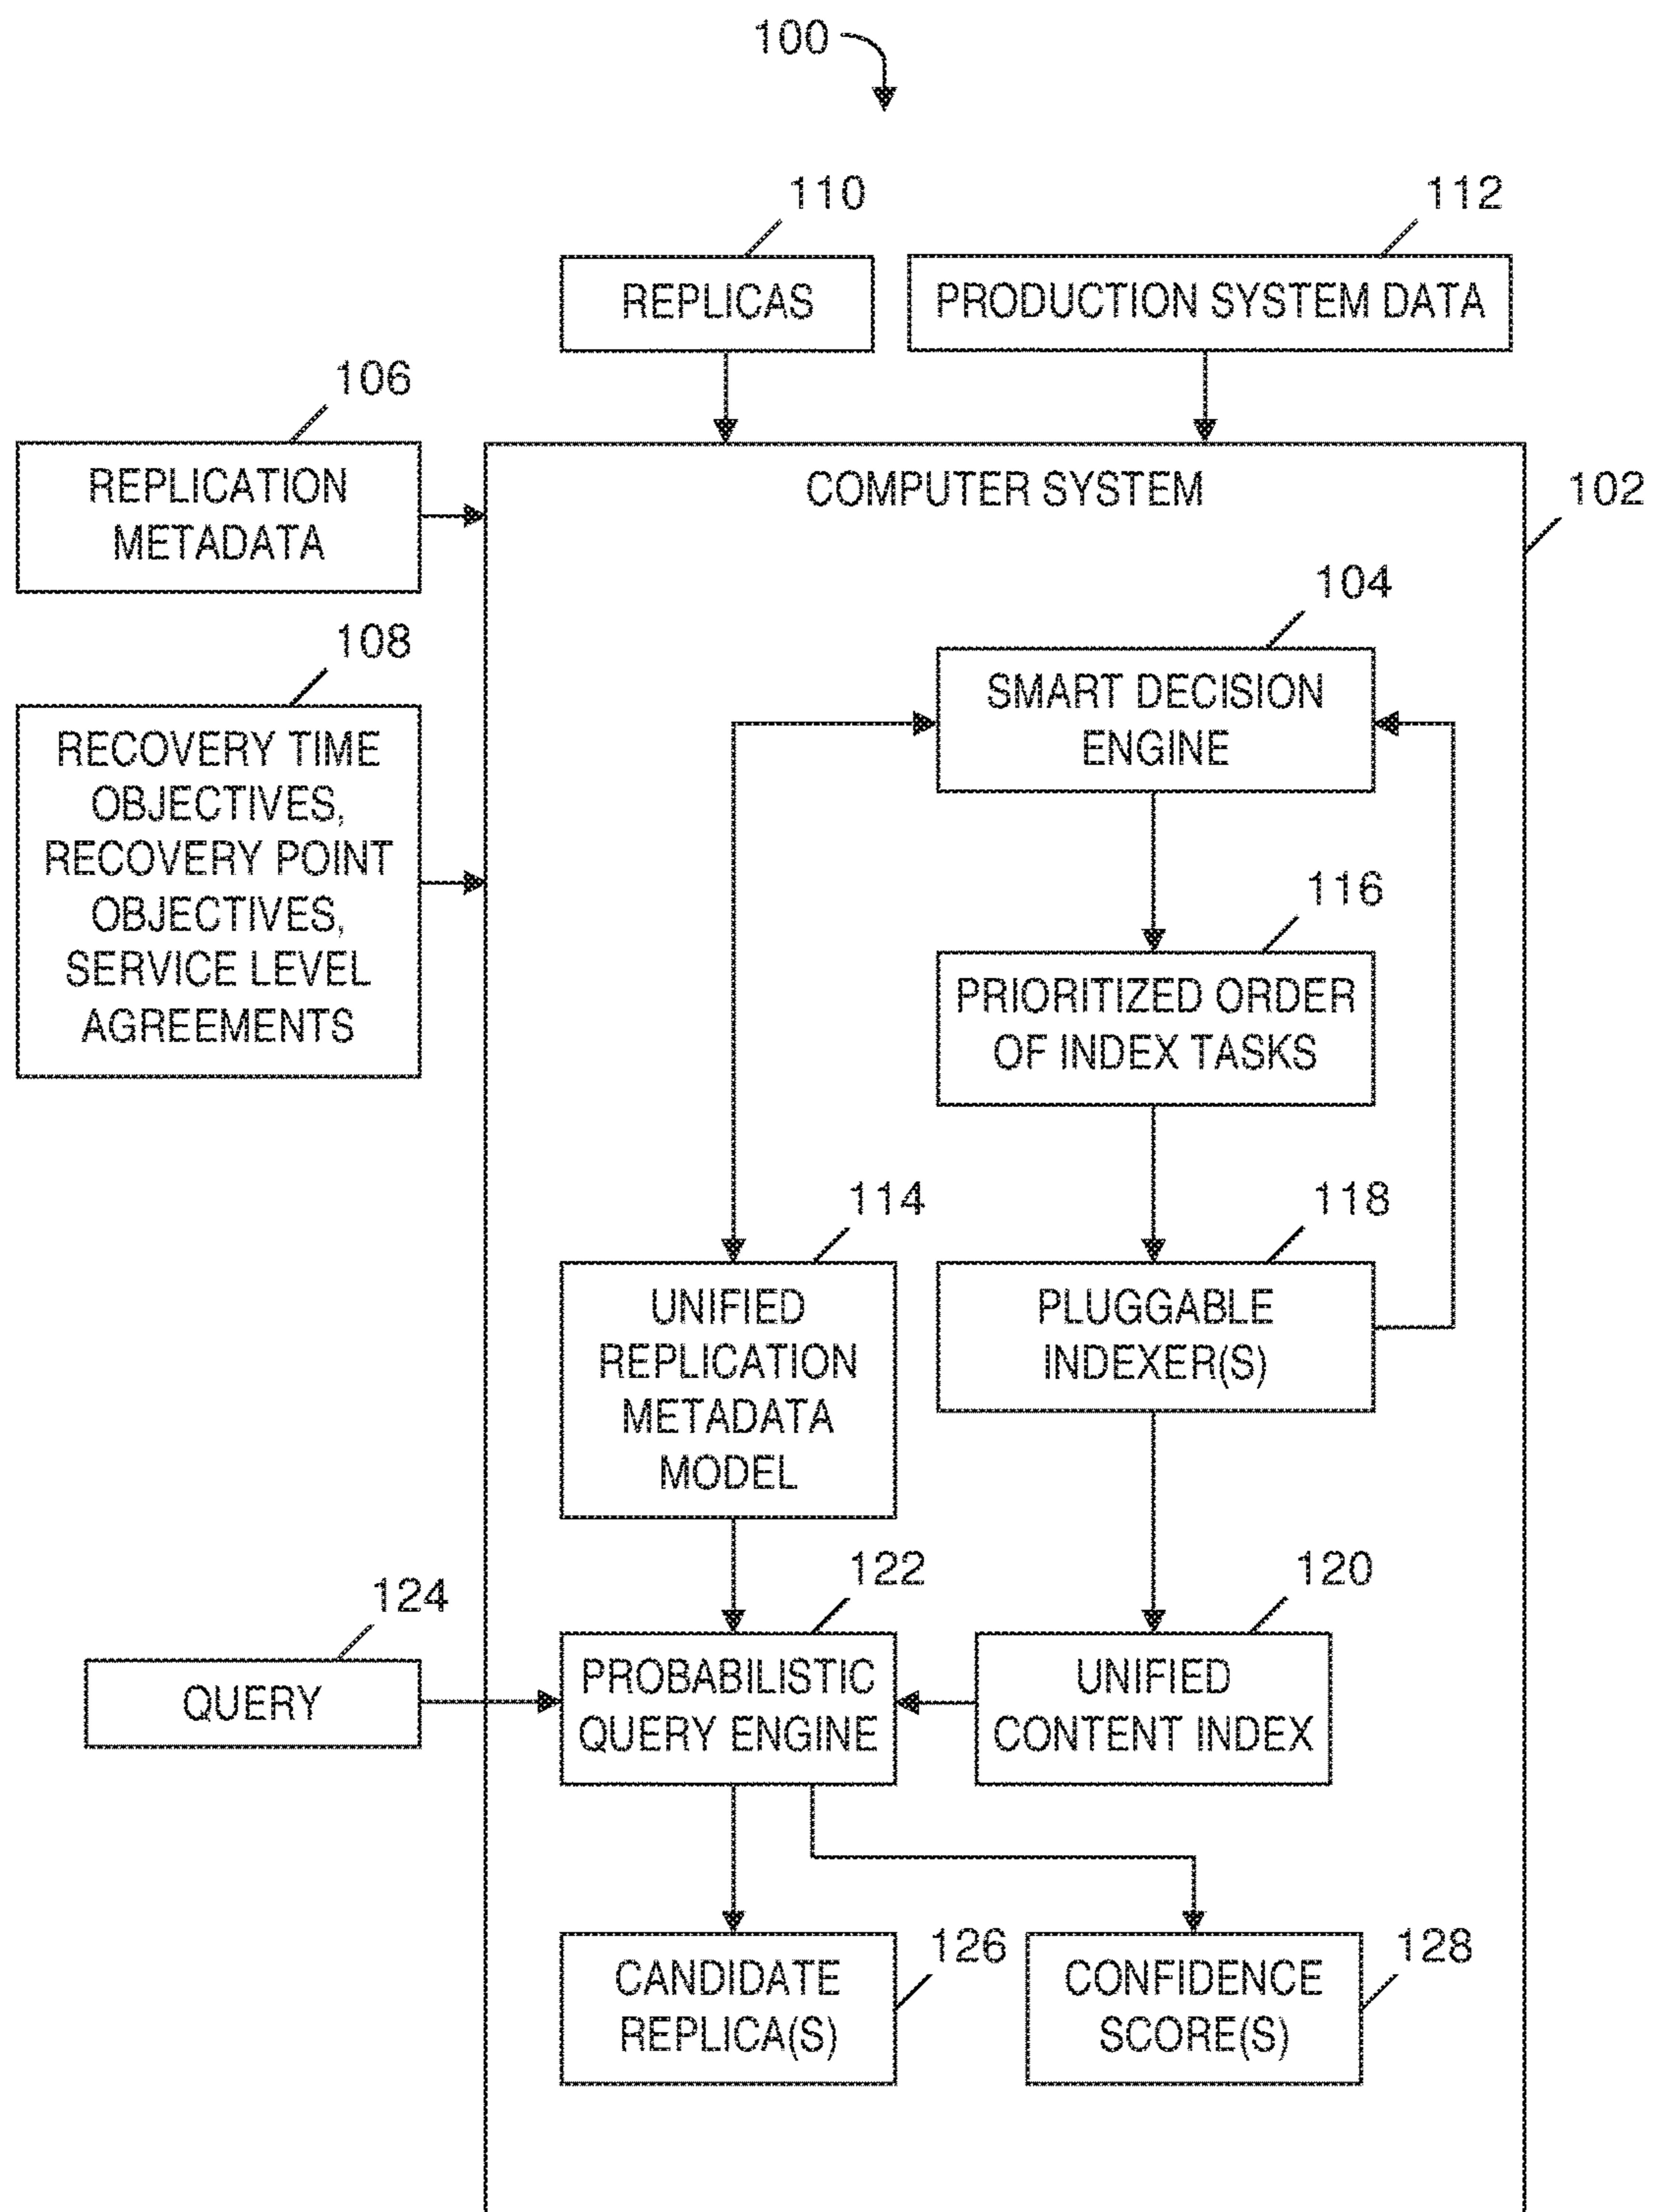 100
110
112
REPLICAS
PRODUCTION SYSTEM DATA
106
REPLICATION
METADATA
COMPUTER SYSTEM
102
104
108
SMART DECISION
ENGINE
RECOVERY TIME
OBJECTIVES,
RECOVERY POINT
OBJECTIVES,
SERVICE LEVEL
AGREEMENTS
116
PRIORITIZED ORDER
OF INDEX TASKS
114
118
UNIFIED
REPLICATION
METADATA
MODEL
PLUGGABLE
INDEXER(S)
124
122
120
QUERY
PROBABILISTIC
QUERY ENGINE
UNIFIED
CONTENT INDEX
126
128
CANDIDATE
REPLICA(S)
CONFIDENCE
SCORE(S)